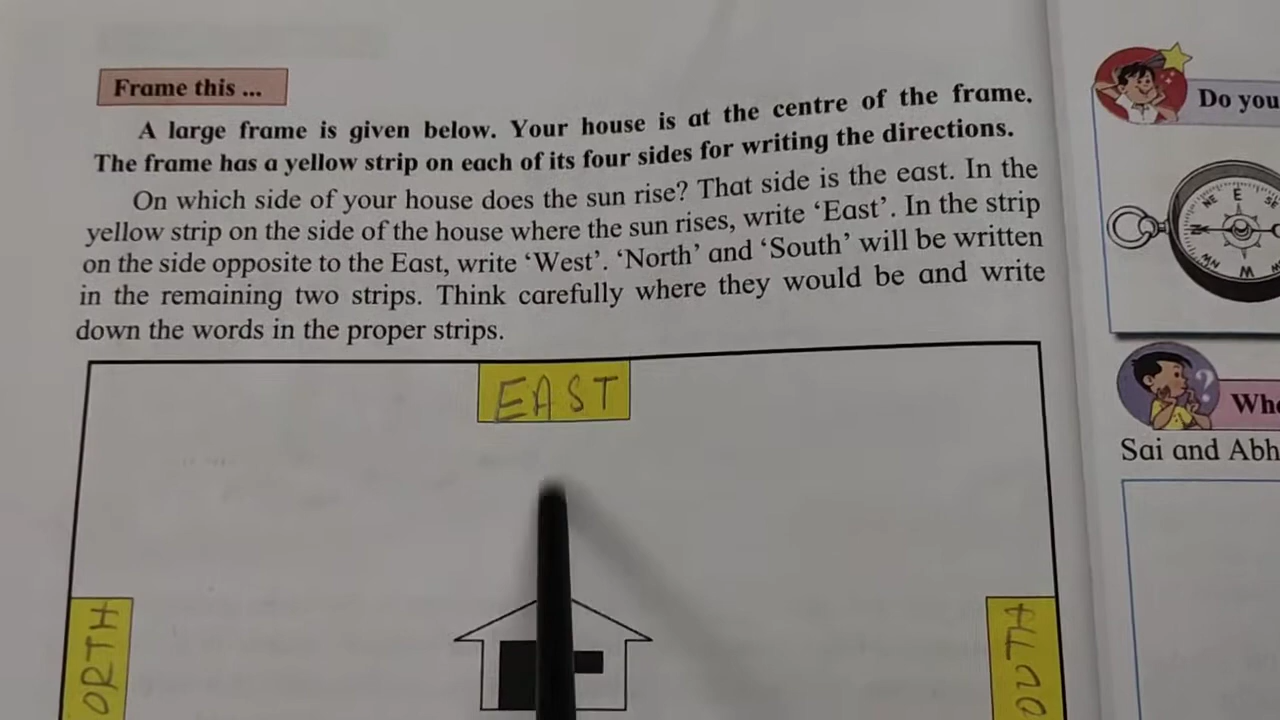 Frame this ...
A large frame is given below. Your house is at the centre of the frame.
The frame has a yellow strip on each of its four sides for writing the directions.
On which side of your house does the sun rise? That side is the east. In the
yellow strip on the side of the house where the sun rises, write ‘East’. In the strip
on the side opposite to the East, write ‘West’. ‘North’ and ‘South’ will be written
in the remaining two strips. Think carefully where they would be and write
down the words in the proper strips.
EAST
ORTH
Do you
NE E SE
Sai and Abh